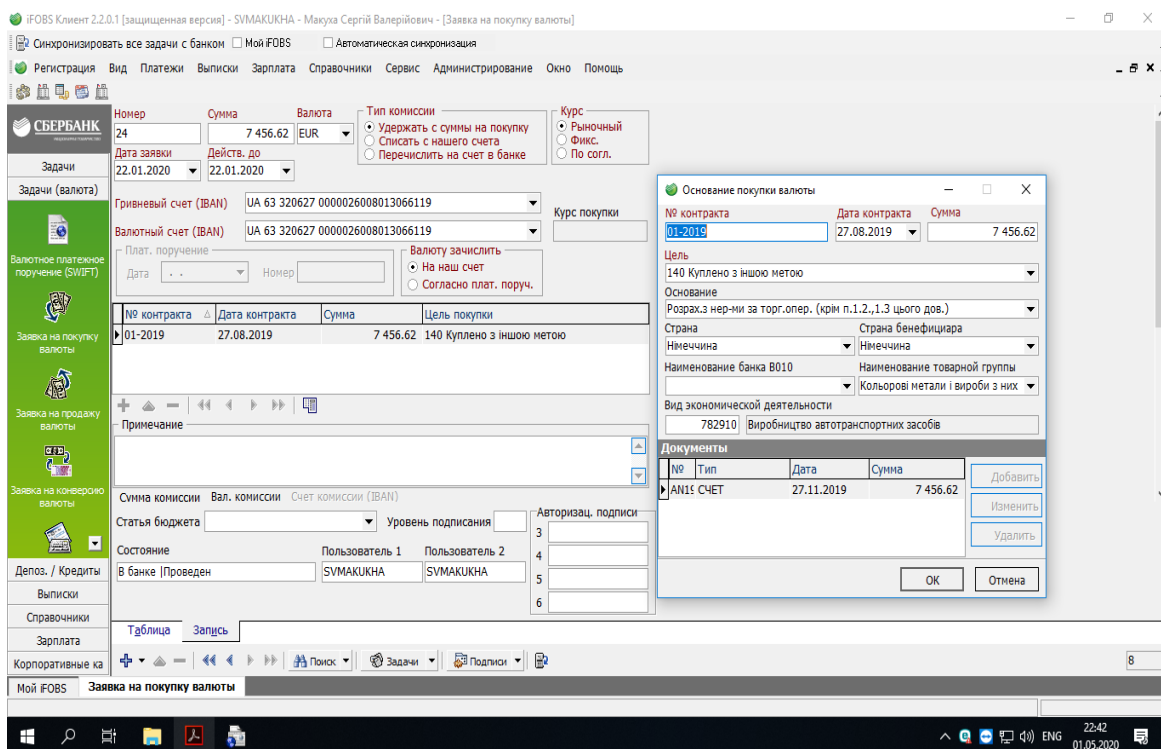 iFOBS Клиент 2.2.0.1 [защищенная версия] - SVMAKUKHA - Макуха Сергій Валерійович - [Заявка на покупку валюты]
Синхронизировать все задачи с банком Мой iFOBS Автоматическая синхронизация
Регистрация Вид Платежи Выписки Зарплата Справочники Сервис Администрирование Окно Помощь
СБЕРБАНК
Задачи
Задачи (валюта)
Валютное платежное
поручение (SWIFT)
Заявка на покупку
валюты
Заявка на продажу
валюты
Заявка на конверсию
валюты
Депоз. / Кредиты
Выписки
Справочники
Зарплата
Корпоративные ка
Номер Сумма Валюта
24 7 456.62 EUR
Дата заявки Действ. до
22.01.2020 22.01.2020
Тип комиссии
Удержать с суммы на покупку
Списать с нашего счета
Перечислить на счет в банке
Курс
Рыночный
Фикс.
По согл.
Гривневый счет (IBAN) UA 63 320627 0000026008013066119
Валютный счет (IBAN) UA 63 320627 0000026008013066119
Курс покупки
Плат. поручение
Дата . . Номер
Валюту зачислить
На наш счет
Согласно плат. поруч.
№ контракта Дата контракта Сумма Цель покупки
01-2019 27.08.2019 7 456.62 140 Куплено з іншою метою
Примечание
Сумма комиссии Вал. комиссии Счет комиссии (IBAN)
Статья бюджета Уровень подписания
Состояние Пользователь 1 Пользователь 2
В банке |Проведен SVMAKUKHA SVMAKUKHA
Авторизац. подписи
3
4
5
6
Таблица Запись
Поиск Задачи Подписи 8
Мой iFOBS Заявка на покупку валюты
Основание покупки валюты
№ контракта Дата контракта Сумма
01-2019 27.08.2019 7 456.62
Цель
140 Куплено з іншою метою
Основание
Розрах.з нер-ми за торг.опер. (крім п.1.2.,1.3 цього дов.)
Страна Страна бенефициара
Німеччина Німеччина
Наименование банка B010 Наименование товарной группы
Кольорові метали і вироби з них
Вид экономической деятельности
782910 Виробництво автотранспортних засобів
Документы
№ Тип Дата Сумма
AN19 СЧЕТ 27.11.2019 7 456.62
Добавить
Изменить
Удалить
ОК Отмена
ENG 22:42
01.05.2020